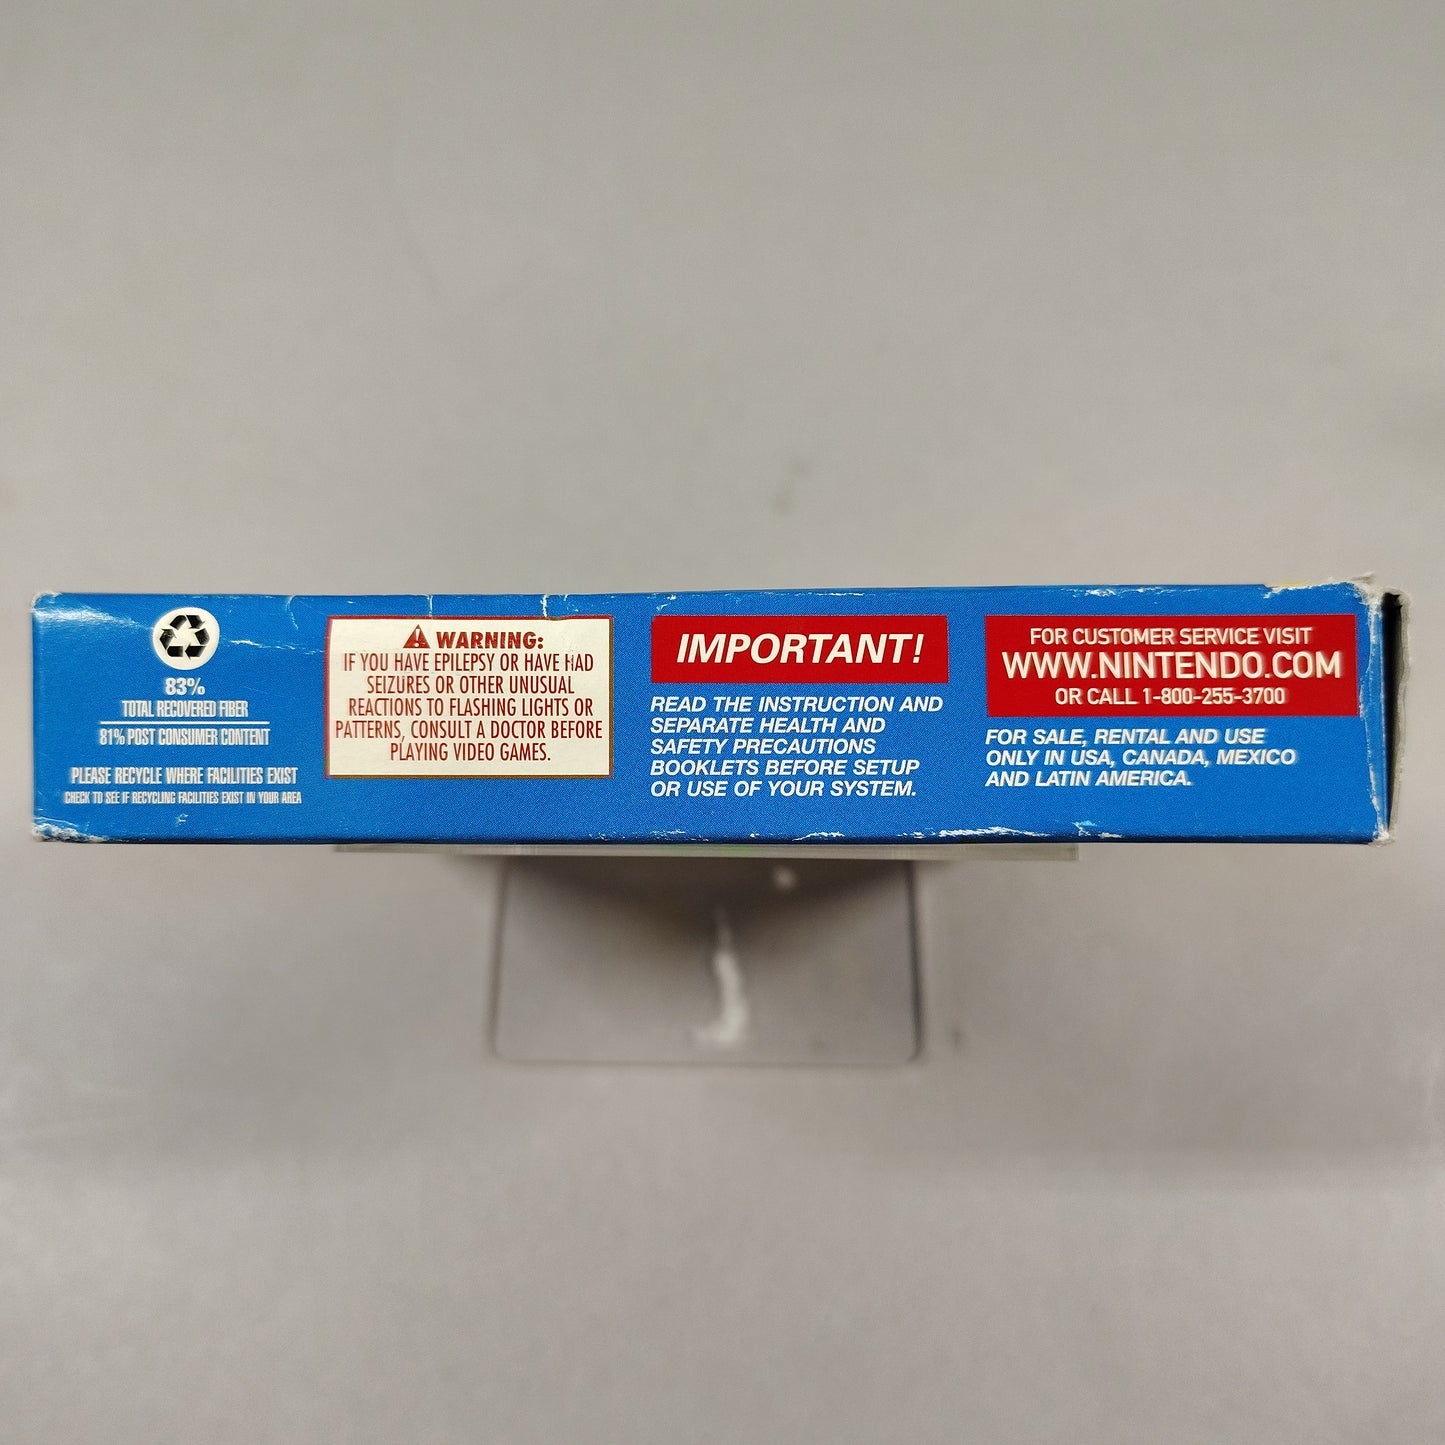 83%
TOTAL RECOVERED FIBER
81% POST CONSUMER CONTENT
PLEASE RECYCLE WHERE FACILITIES EXIST
CHECK TO SEE IF RECYCLING FACILITIES EXIST IN YOUR AREA
WARNING:
IF YOU HAVE EPILEPSY OR HAVE HAD
SEIZURES OR OTHER UNUSUAL
REACTIONS TO FLASHING LIGHTS OR
PATTERNS, CONSULT A DOCTOR BEFORE
PLAYING VIDEO GAMES.
IMPORTANT!
READ THE INSTRUCTION AND
SEPARATE HEALTH AND
SAFETY PRECAUTIONS
BOOKLETS BEFORE SETUP
OR USE OF YOUR SYSTEM.
FOR CUSTOMER SERVICE VISIT
WWW.NINTENDO.COM
OR CALL 1-800-255-3700
FOR SALE, RENTAL AND USE
ONLY IN USA, CANADA, MEXICO
AND LATIN AMERICA.